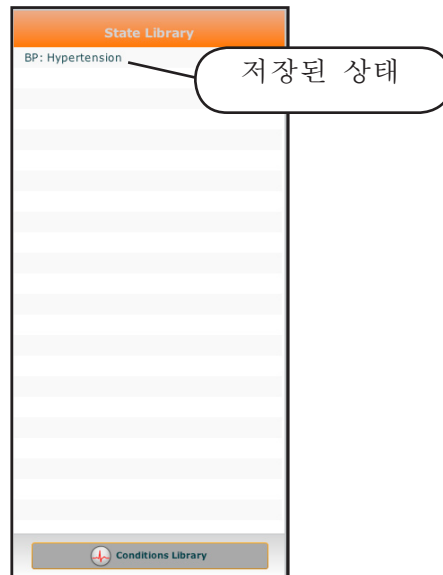 State Library
BP: Hypertension
저장된 상태
Conditions Library